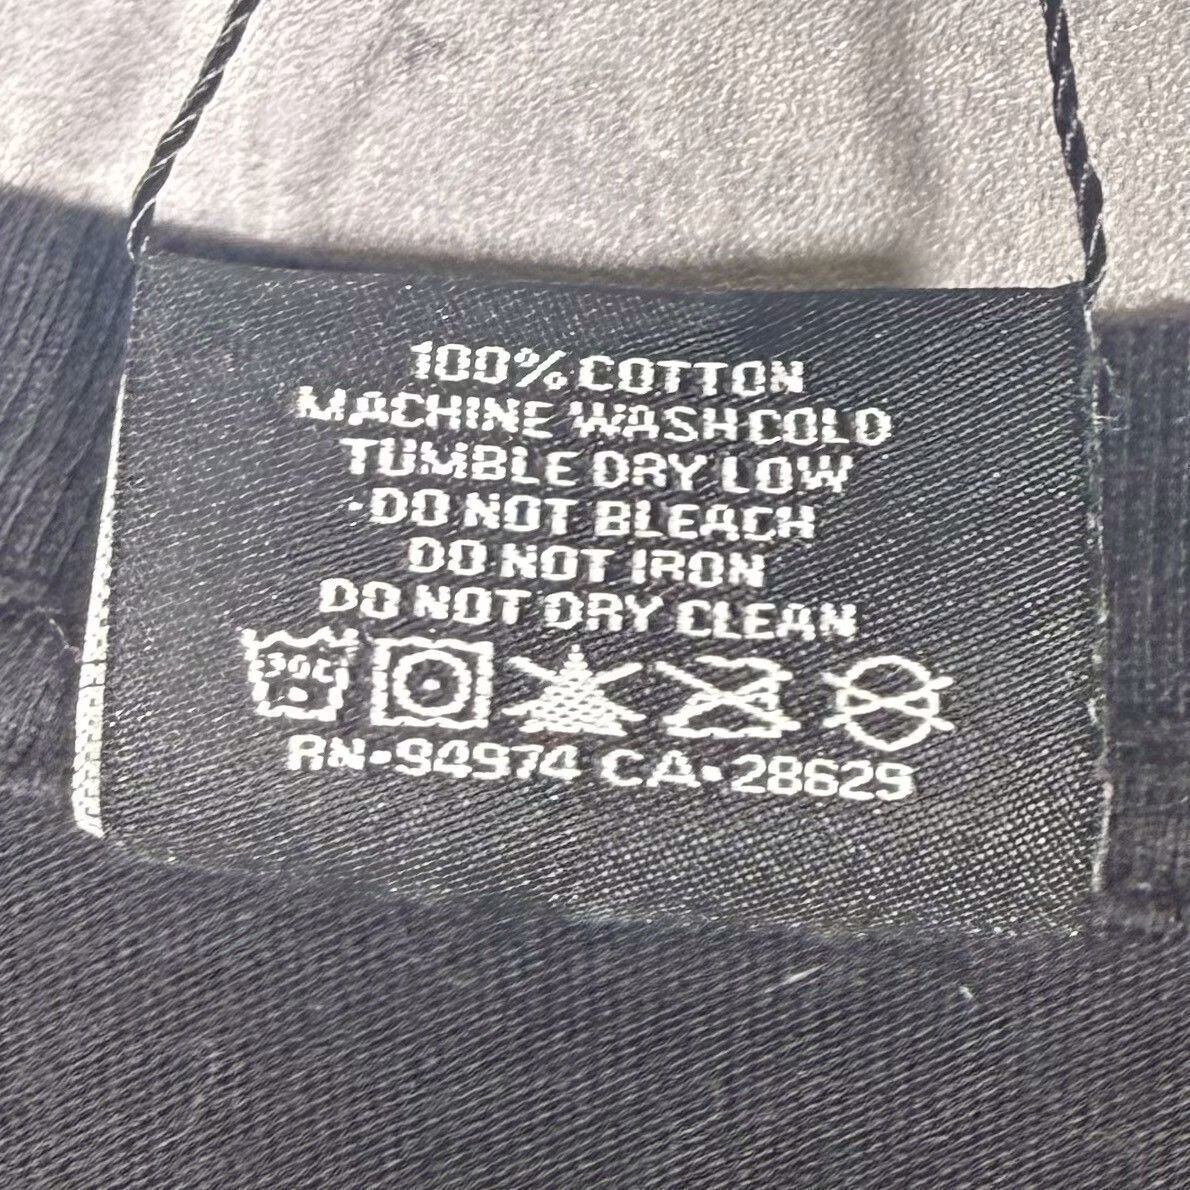 100% COTTON
MACHINE WASH COLD
TUMBLE DRY LOW
DO NOT BLEACH
DO NOT IRON
DO NOT DRY CLEAN
30C
RN•94974 CA•28629